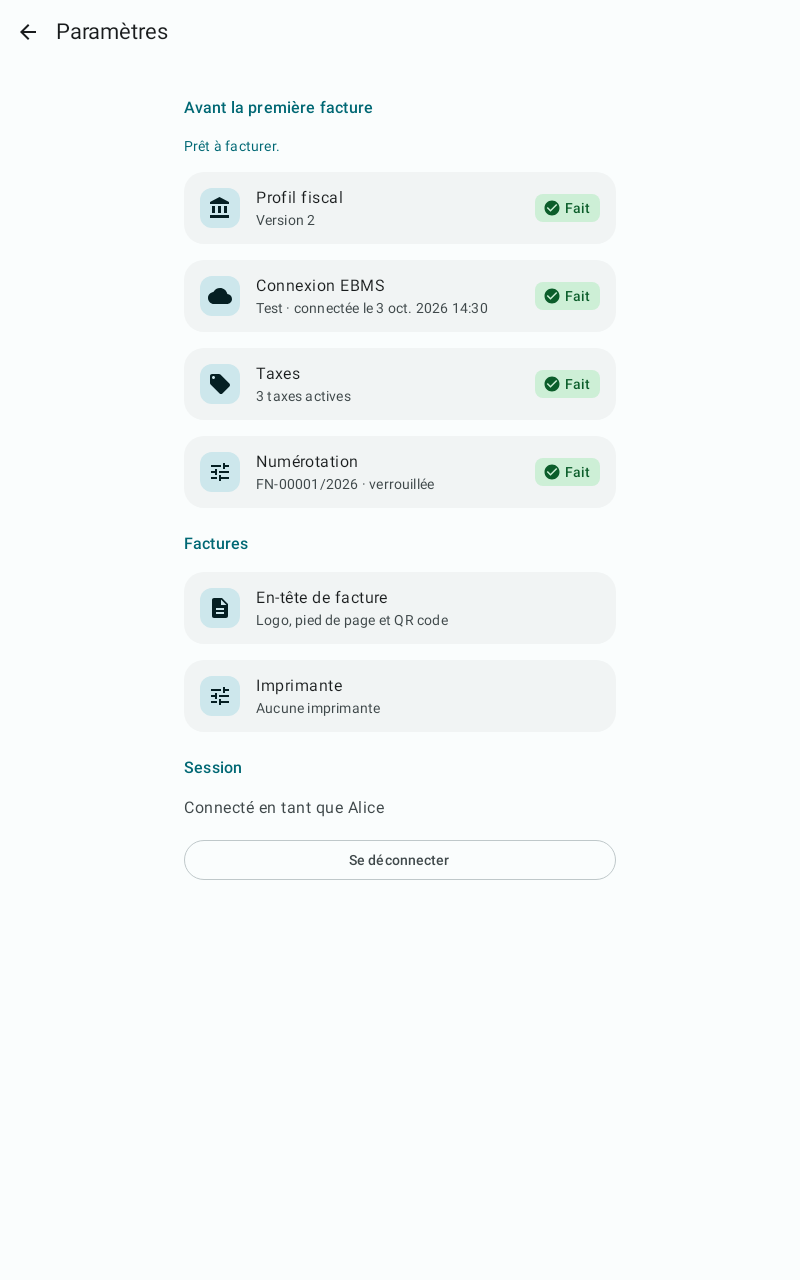 Paramètres
Avant la première facture
Prêt à facturer.
Profil fiscal
Version 2
Fait
Connexion EBMS
Test · connectée le 3 oct. 2026 14:30
Fait
Taxes
3 taxes actives
Fait
Numérotation
FN-00001/2026 · verrouillée
Fait
Factures
En-tête de facture
Logo, pied de page et QR code
Imprimante
Aucune imprimante
Session
Connecté en tant que Alice
Se déconnecter